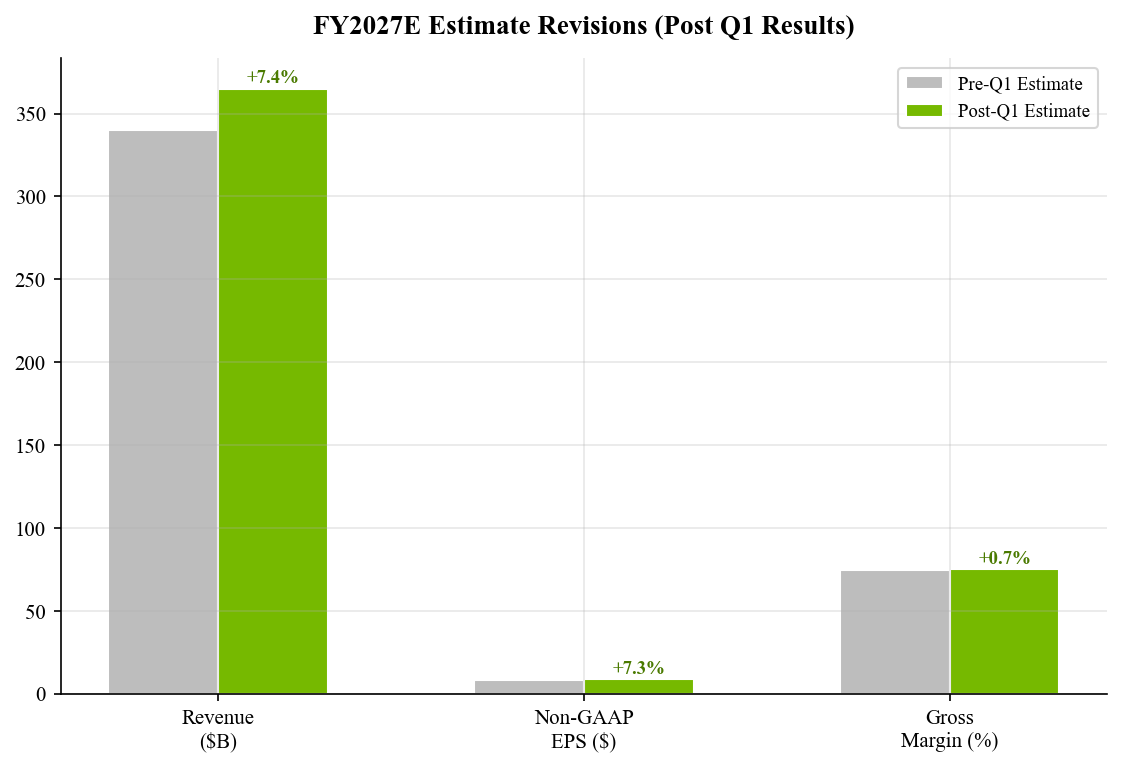 FY2027E Estimate Revisions (Post Q1 Results)
Pre-Q1 Estimate
Post-Q1 Estimate
+7.4%
+7.3%
+0.7%
350
300
250
200
150
100
50
0
Revenue
($B)
Non-GAAP
EPS ($)
Gross
Margin (%)